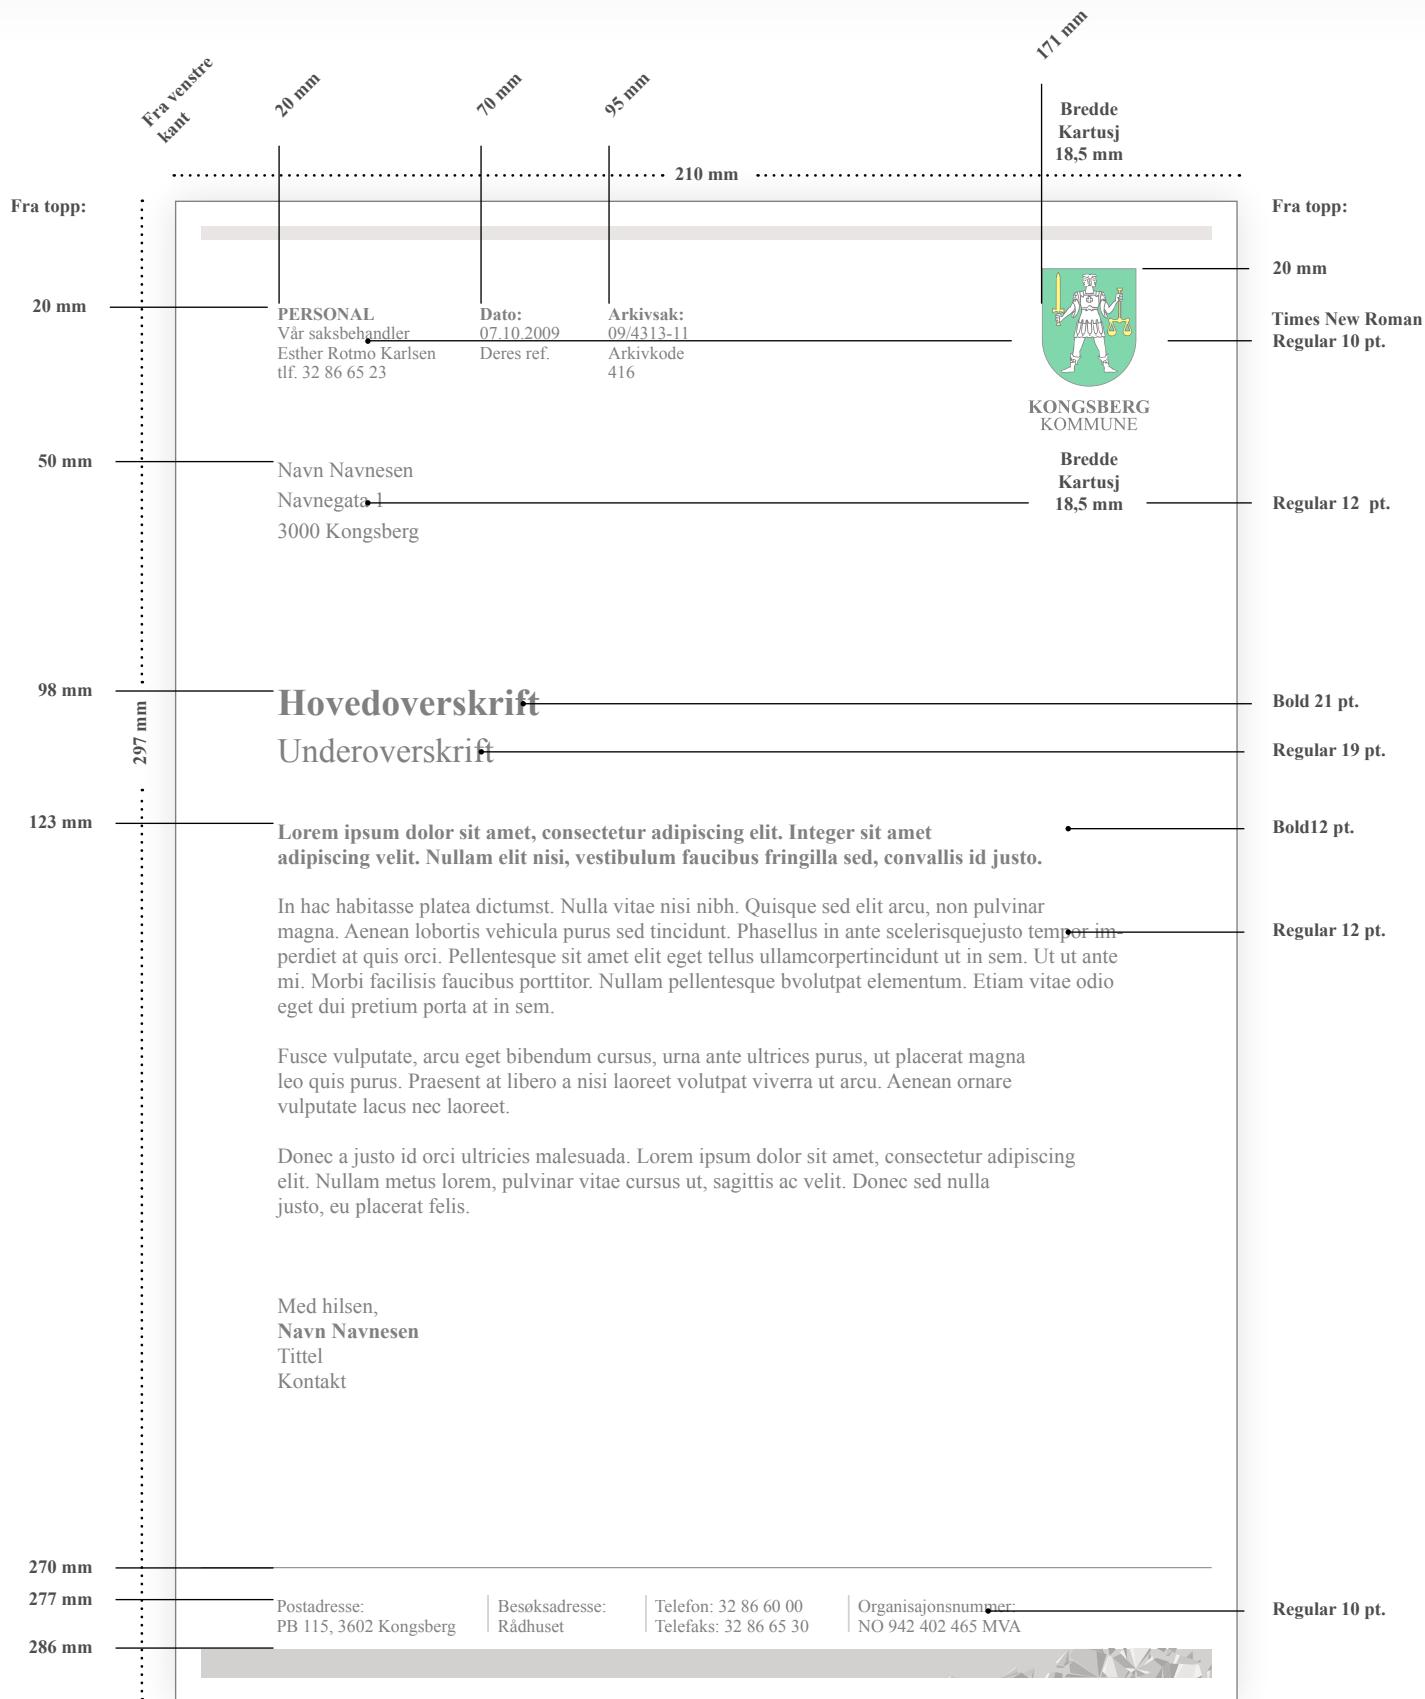 Fra venstre
kant
20 mm
70 mm
95 mm
171 mm
Bredde
Kartusj
18,5 mm
210 mm
Fra topp:
Fra topp:
20 mm
20 mm
PERSONAL
Vår saksbehandler
Esther Rotmo Karlsen
tlf. 32 86 65 23
Dato:
07.10.2009
Deres ref.
Arkivsak:
09/4313-11
Arkivkode
416
Times New Roman
Regular 10 pt.
KONGSBERG
KOMMUNE
50 mm
Navn Navnesen
Navnegata 1
3000 Kongsberg
Bredde
Kartusj
18,5 mm
Regular 12 pt.
98 mm
Hovedoverskrift
Bold 21 pt.
297 mm
Underoverskrift
Regular 19 pt.
123 mm
Lorem ipsum dolor sit amet, consectetur adipiscing elit. Integer sit amet
adipiscing velit. Nullam elit nisi, vestibulum faucibus fringilla sed, convallis id justo.
Bold12 pt.
In hac habitasse platea dictumst. Nulla vitae nisi nibh. Quisque sed elit arcu, non pulvinar
magna. Aenean lobortis vehicula purus sed tincidunt. Phasellus in ante scelerisquejusto tempor im-
perdiet at quis orci. Pellentesque sit amet elit eget tellus ullamcorpertincidunt ut in sem. Ut ut ante
mi. Morbi facilisis faucibus porttitor. Nullam pellentesque bvolutpat elementum. Etiam vitae odio
eget dui pretium porta at in sem.
Regular 12 pt.
Fusce vulputate, arcu eget bibendum cursus, urna ante ultrices purus, ut placerat magna
leo quis purus. Praesent at libero a nisi laoreet volutpat viverra ut arcu. Aenean ornare
vulputate lacus nec laoreet.
Donec a justo id orci ultricies malesuada. Lorem ipsum dolor sit amet, consectetur adipiscing
elit. Nullam metus lorem, pulvinar vitae cursus ut, sagittis ac velit. Donec sed nulla
justo, eu placerat felis.
Med hilsen,
Navn Navnesen
Tittel
Kontakt
270 mm
277 mm
286 mm
Postadresse:
PB 115, 3602 Kongsberg
Besøksadresse:
Rådhuset
Telefon: 32 86 60 00
Telefaks: 32 86 65 30
Organisajonsnummer:
NO 942 402 465 MVA
Regular 10 pt.